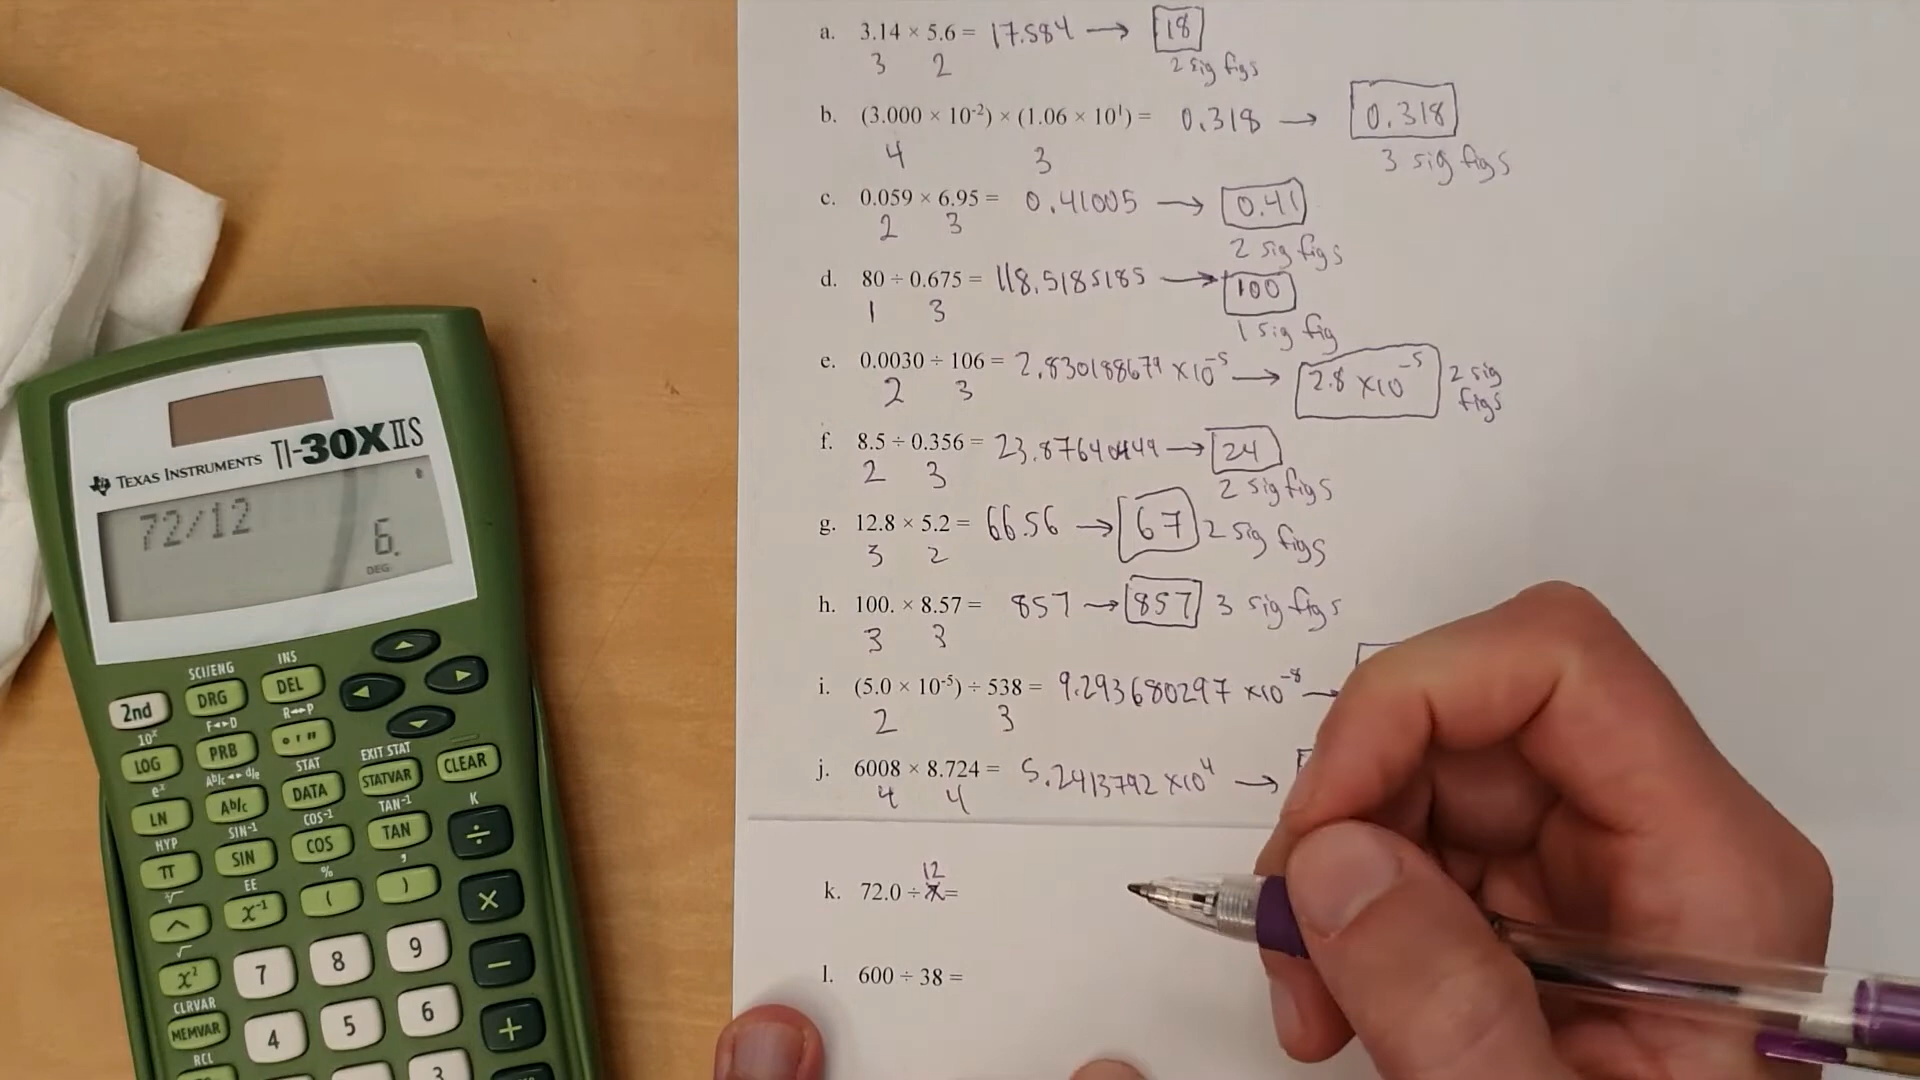 a. 3.14 × 5.6 = 17.584 → 18
3 2 2 sig figs
b. (3.000 × 10⁻²) × (1.06 × 10¹) = 0.318 → 0.318
4 3 3 sig figs
c. 0.059 × 6.95 = 0.41005 → 0.41
2 3 2 sig figs
d. 80 ÷ 0.675 = 118.5185185 → 100
1 3 1 sig fig
e. 0.0030 ÷ 106 = 2.830188679 ×10⁻⁵ → 2.8 ×10⁻⁵ 2 sig figs
2 3
f. 8.5 ÷ 0.356 = 23.87640449 → 24
2 3 2 sig figs
g. 12.8 × 5.2 = 66.56 → 67 2 sig figs
3 2
h. 100. × 8.57 = 857 → 857 3 sig figs
3 3
i. (5.0 × 10⁻⁵) ÷ 538 = 9.293680297 ×10⁻⁸ →
2 3
j. 6008 × 8.724 = 5.2413792 ×10⁴ →
4 4
12
k. 72.0 ÷ =
l. 600 ÷ 38 =
TEXAS INSTRUMENTS TI-30X IIS
72/12
6.
DEG
SCI/ENG INS
2nd DRG DEL
10ˣ F◄►D R◄►P
LOG PRB ° ' "
eˣ Ab/c◄►d/e STAT EXIT STAT
LN Ab/c DATA STATVAR CLEAR
HYP SIN⁻¹ COS⁻¹ TAN⁻¹ K
π SIN COS TAN ÷
EE % ,
^ x⁻¹ ( ) ×
√
x² 7 8 9 −
CLRVAR
MEMVAR 4 5 6 +
RCL
3